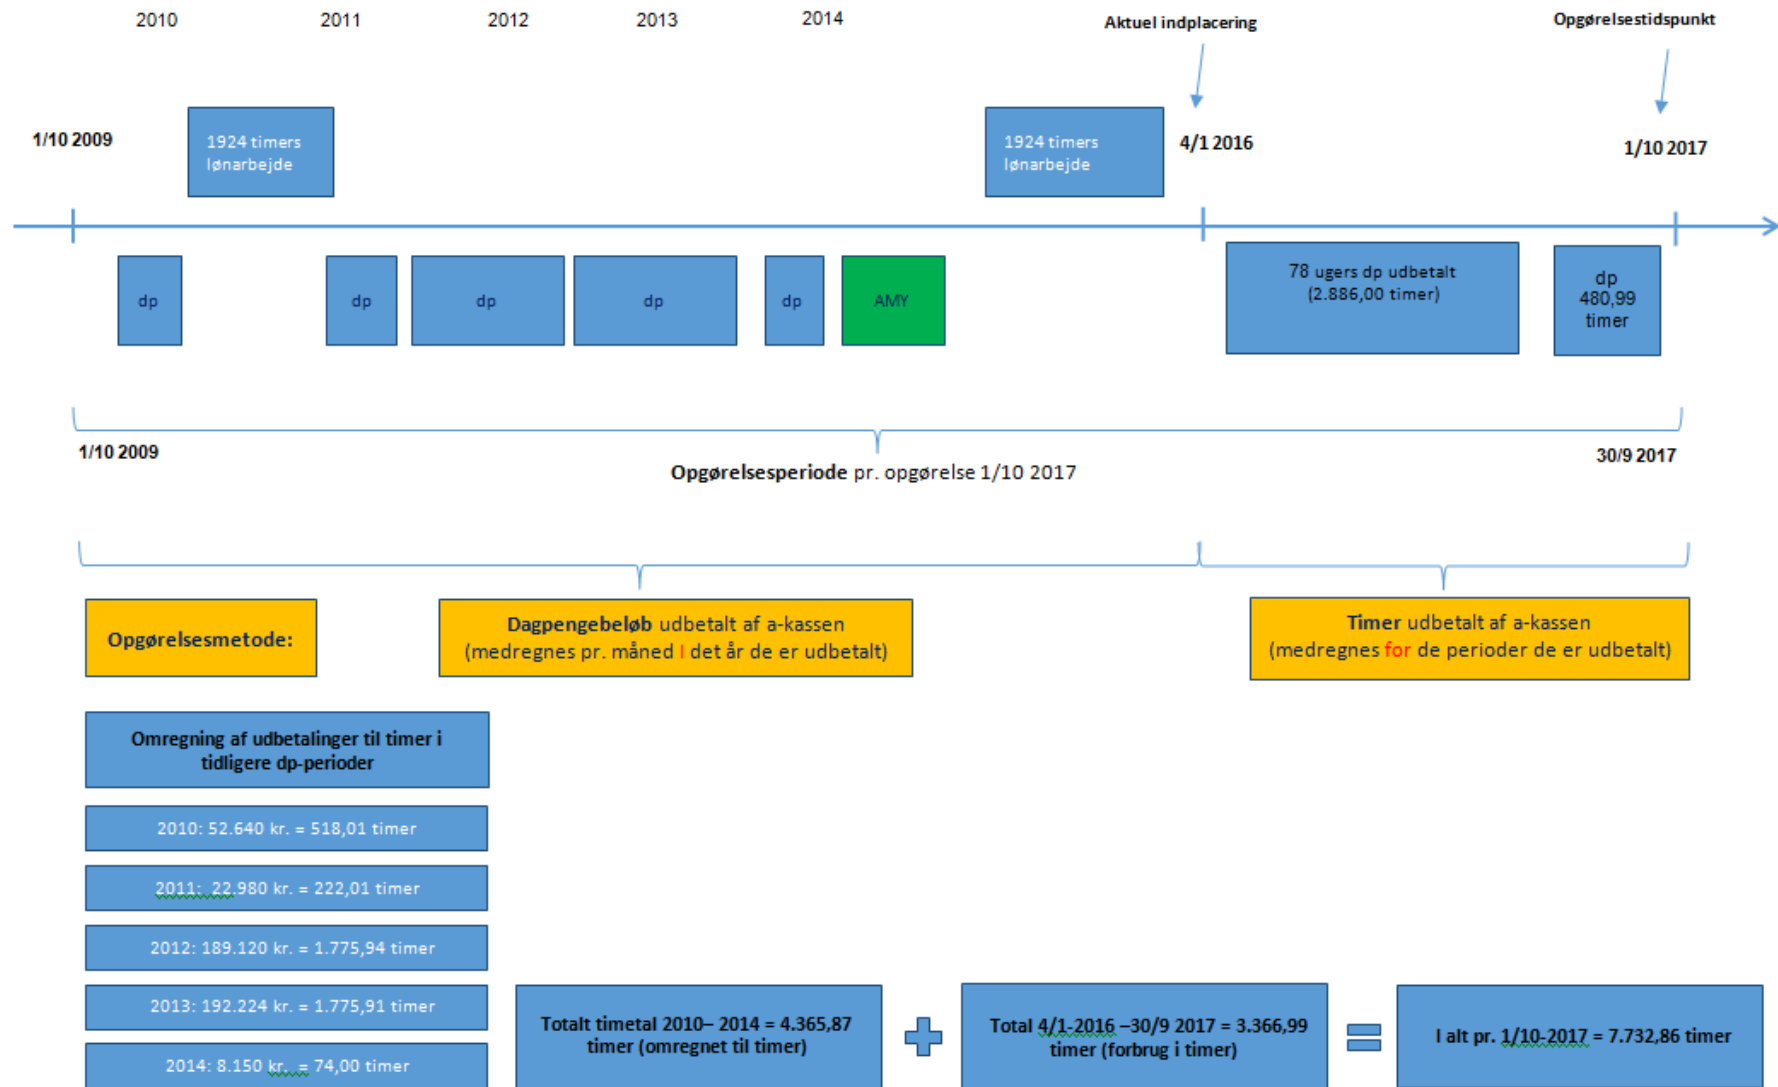 2010
2011
2012
2013
2014
Aktuel indplacering
Opgørelsestidspunkt
1/10 2009
1924 timers
lønarbejde
1924 timers
lønarbejde
4/1 2016
1/10 2017
dp
dp
dp
dp
dp
AMY
78 ugers dp udbetalt
(2.886,00 timer)
dp
480,99
timer
1/10 2009
30/9 2017
Opgørelsesperiode pr. opgørelse 1/10 2017
Opgørelsesmetode:
Dagpengebeløb udbetalt af a-kassen
(medregnes pr. måned I det år de er udbetalt)
Timer udbetalt af a-kassen
(medregnes for de perioder de er udbetalt)
Omregning af udbetalinger til timer i
tidligere dp-perioder
2010: 52.640 kr. = 518,01 timer
2011: 22.980 kr. = 222,01 timer
2012: 189.120 kr. = 1.775,94 timer
2013: 192.224 kr. = 1.775,91 timer
2014: 8.150 kr. = 74,00 timer
Totalt timetal 2010– 2014 = 4.365,87
timer (omregnet til timer)
Total 4/1-2016 –30/9 2017 = 3.366,99
timer (forbrug i timer)
I alt pr. 1/10-2017 = 7.732,86 timer